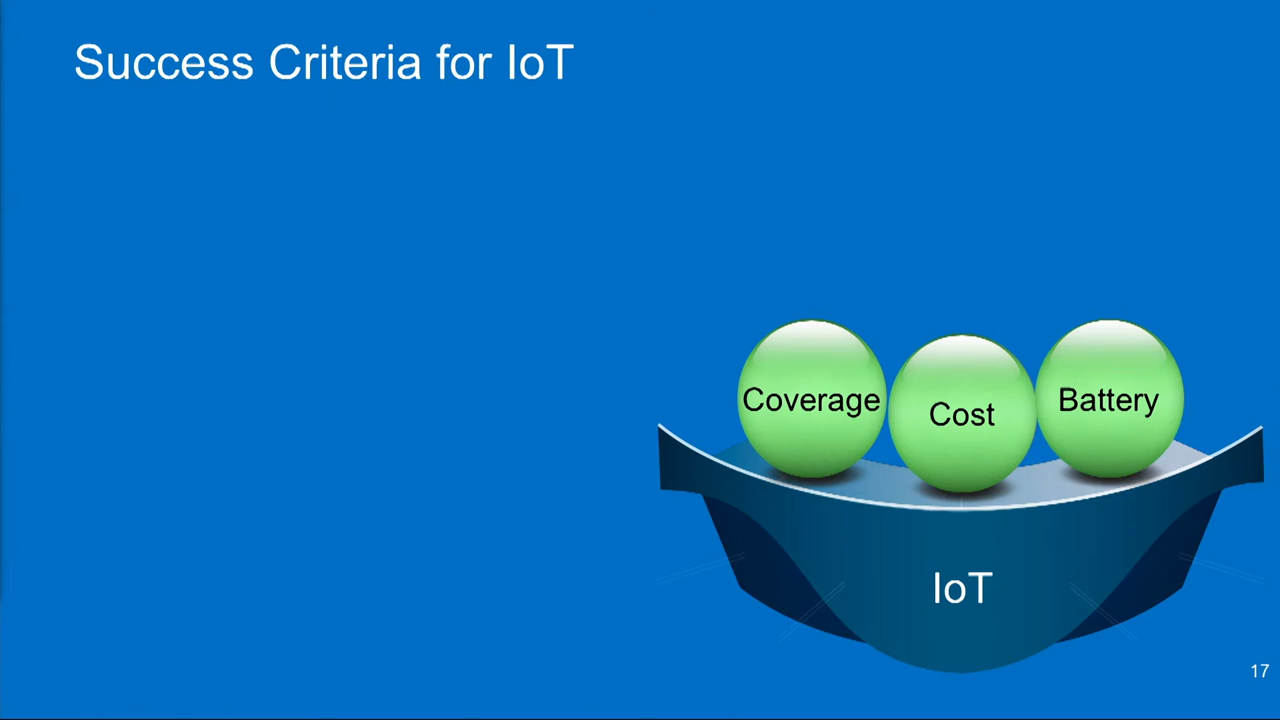 Success Criteria for IoT
Coverage
Cost
Battery
IoT
17